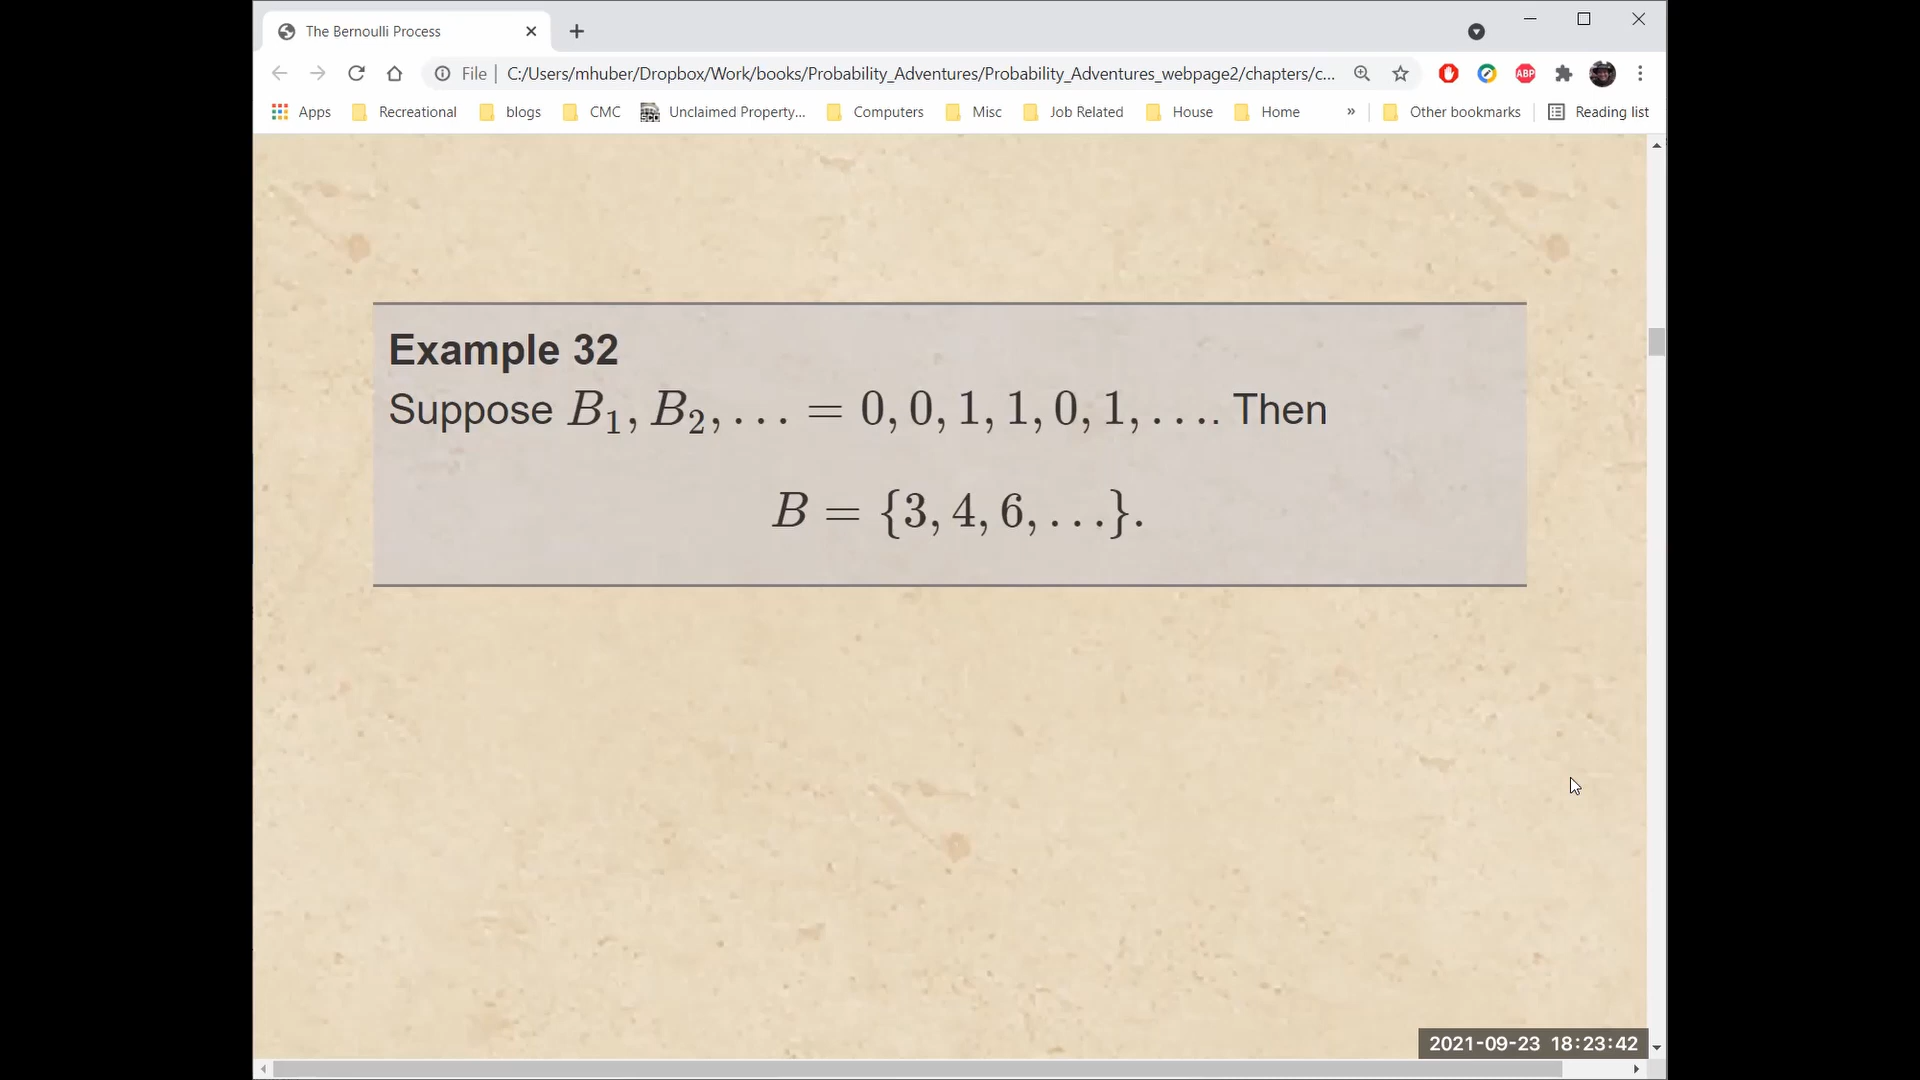 The Bernoulli Process
File C:/Users/mhuber/Dropbox/Work/books/Probability_Adventures/Probability_Adventures_webpage2/chapters/c...
ABP
Apps Recreational blogs CMC Unclaimed Property... Computers Misc Job Related House Home » Other bookmarks Reading list
Example 32
Suppose B₁, B₂, ... = 0, 0, 1, 1, 0, 1, .... Then
B = {3, 4, 6, ...}.
2021-09-23 18:23:42